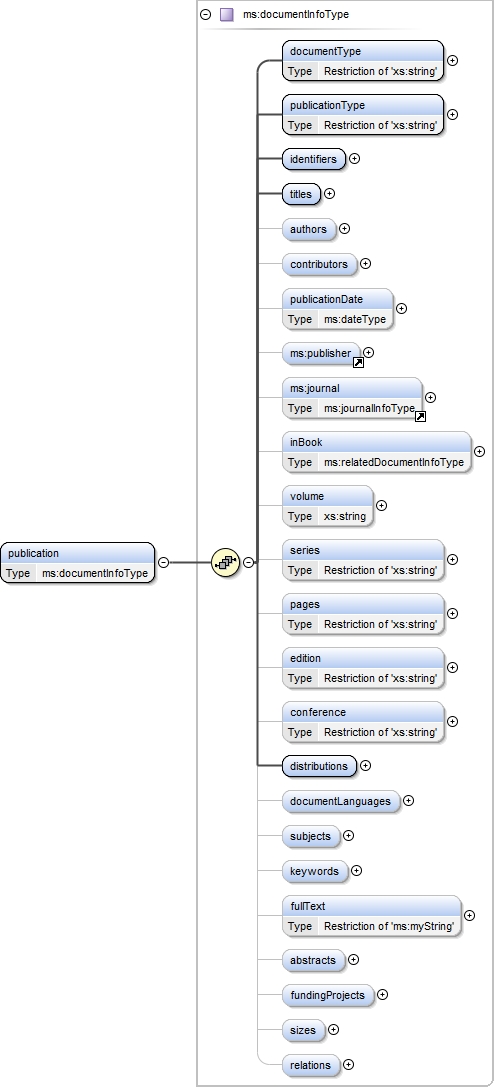 ms:documentInfoType
documentType
Type Restriction of 'xs:string'
publicationType
Type Restriction of 'xs:string'
identifiers
titles
authors
contributors
publicationDate
Type ms:dateType
ms:publisher
ms:journal
Type ms:journalInfoType
inBook
Type ms:relatedDocumentInfoType
volume
Type xs:string
publication
Type ms:documentInfoType
series
Type Restriction of 'xs:string'
pages
Type Restriction of 'xs:string'
edition
Type Restriction of 'xs:string'
conference
Type Restriction of 'xs:string'
distributions
documentLanguages
subjects
keywords
fullText
Type Restriction of 'ms:myString'
abstracts
fundingProjects
sizes
relations